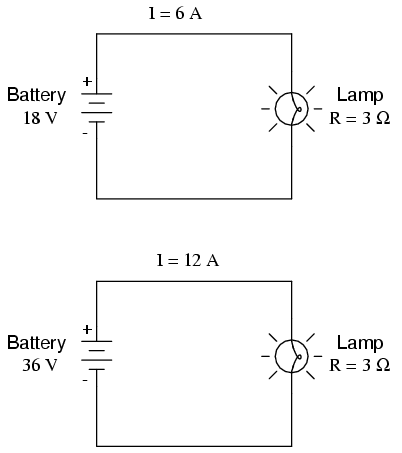 I = 6 A
+
Battery
18 V
-
Lamp
R = 3 Ω
I = 12 A
+
Battery
36 V
-
Lamp
R = 3 Ω